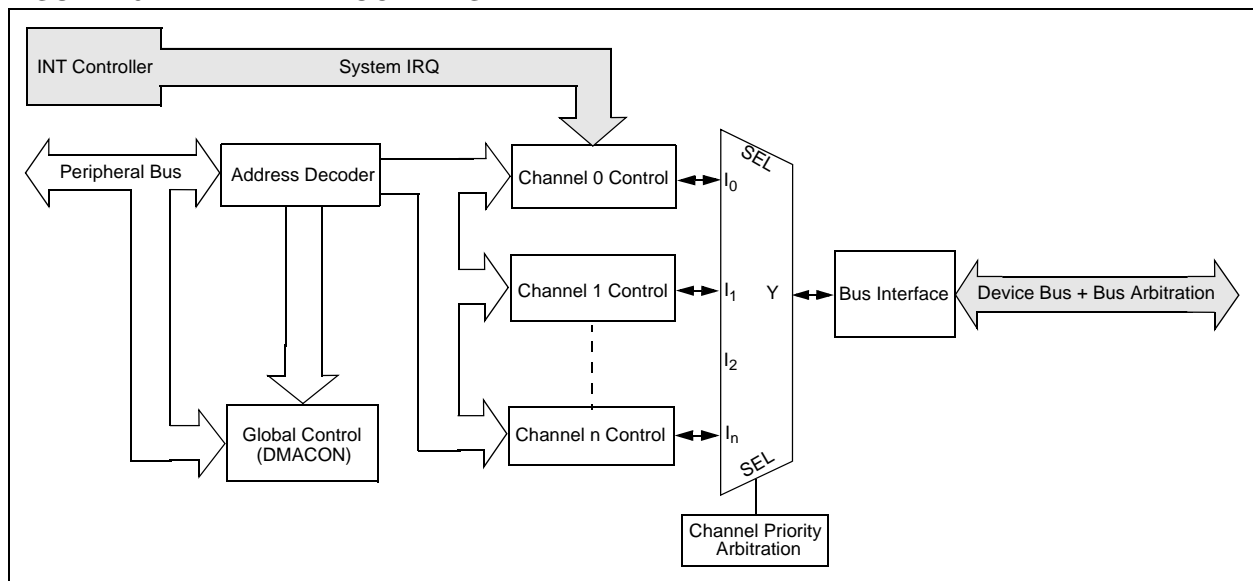 INT Controller
System IRQ
Peripheral Bus
Address Decoder
Channel 0 Control
SEL
I0
Channel 1 Control
I1
Y
Bus Interface
Device Bus + Bus Arbitration
I2
Global Control
(DMACON)
Channel n Control
In
SEL
Channel Priority
Arbitration